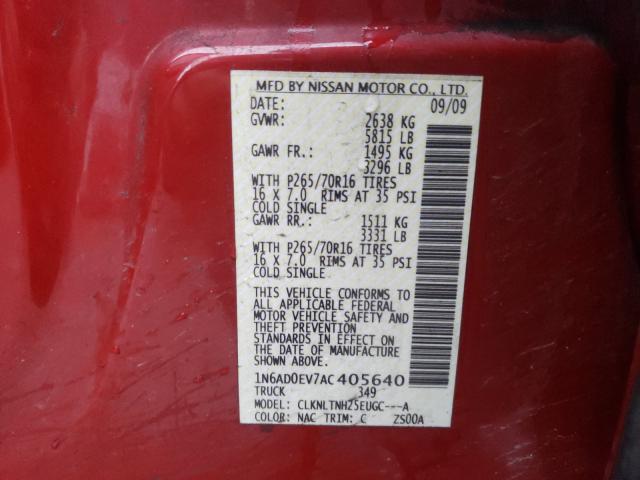 MFD BY NISSAN MOTOR CO., LTD.
DATE: 09/09
GVWR: 2638 KG
5815 LB
GAWR FR.: 1495 KG
3296 LB
WITH P265/70R16 TIRES
16 X 7.0 RIMS AT 35 PSI
COLD SINGLE
GAWR RR.: 1511 KG
3331 LB
WITH P265/70R16 TIRES
16 X 7.0 RIMS AT 35 PSI
COLD SINGLE
THIS VEHICLE CONFORMS TO
ALL APPLICABLE FEDERAL
MOTOR VEHICLE SAFETY AND
THEFT PREVENTION
STANDARDS IN EFFECT ON
THE DATE OF MANUFACTURE
SHOWN ABOVE.
1N6AD0EV7AC405640
TRUCK 349
MODEL: CLKNLTNHZ5EUGC---A
COLOR: NAC TRIM: C ZS00A